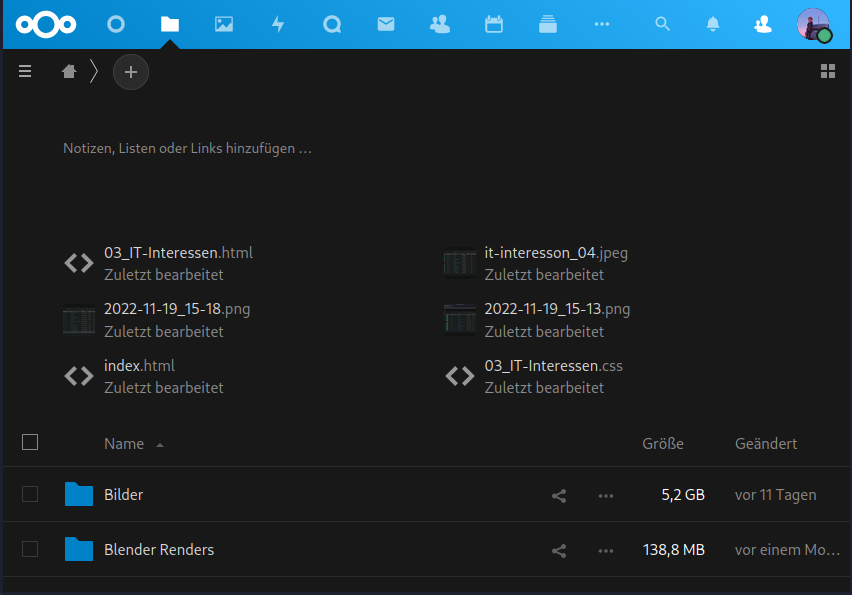 Notizen, Listen oder Links hinzufügen …
03_IT-Interessen.html
Zuletzt bearbeitet
it-interesson_04.jpeg
Zuletzt bearbeitet
2022-11-19_15-18.png
Zuletzt bearbeitet
2022-11-19_15-13.png
Zuletzt bearbeitet
index.html
Zuletzt bearbeitet
03_IT-Interessen.css
Zuletzt bearbeitet
Name Größe Geändert
Bilder 5,2 GB vor 11 Tagen
Blender Renders 138,8 MB vor einem Mo…